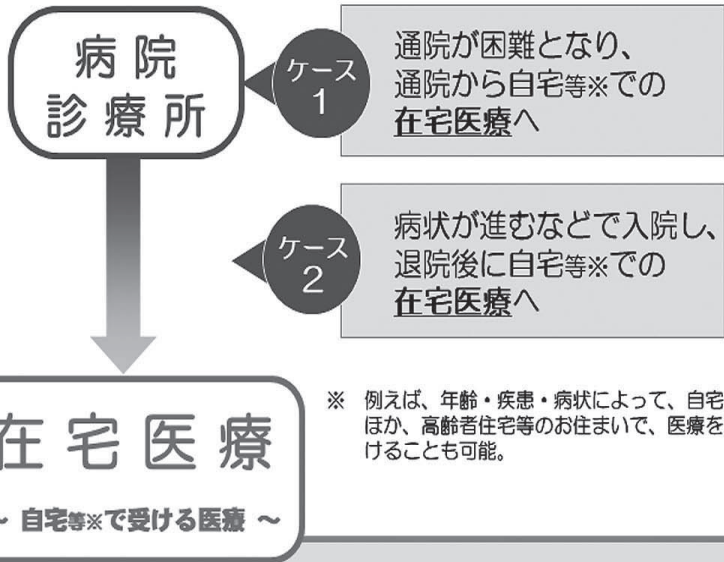 病院
診療所
ケース
1
通院が困難となり、
通院から自宅等※での
在宅医療へ
ケース
2
病状が進むなどで入院し、
退院後に自宅等※での
在宅医療へ
※ 例えば、年齢・疾患・病状によって、自宅
ほか、高齢者住宅等のお住まいで、医療を
けることも可能。
在宅医療
~ 自宅等※で受ける医療 ~